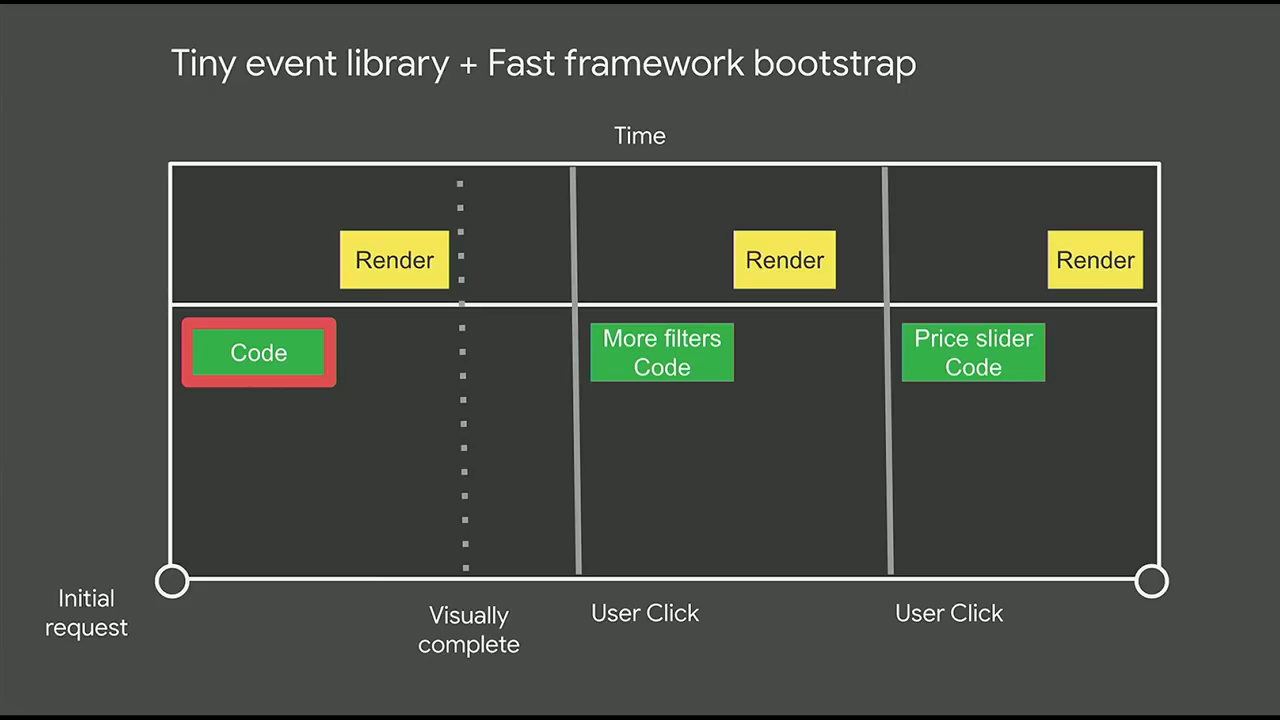 Tiny event library + Fast framework bootstrap
Time
Render
Render
Render
Code
More filters
Code
Price slider
Code
Initial
request
Visually
complete
User Click
User Click